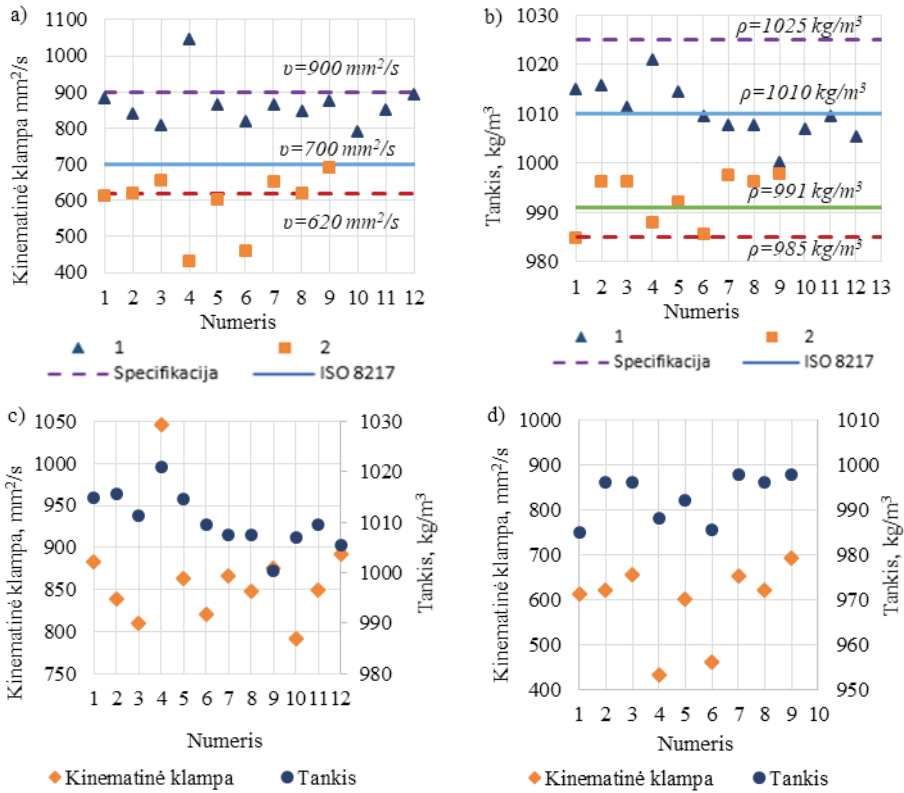 a)
Kinematinė klampa mm²/s
1100
1000
900
800
700
600
500
400
υ=900 mm²/s
υ=700 mm²/s
υ=620 mm²/s
1 2 3 4 5 6 7 8 9 10 11 12
Numeris
1 2
Specifikacija ISO 8217
b)
Tankis, kg/m³
1030
1020
1010
1000
990
980
ρ=1025 kg/m³
ρ=1010 kg/m³
ρ=991 kg/m³
ρ=985 kg/m³
1 2 3 4 5 6 7 8 9 10 11 12 13
Numeris
1 2
Specifikacija ISO 8217
c)
Kinematinė klampa, mm²/s
1050
1000
950
900
850
800
750
1030
1020
1010
1000
990
980
Tankis, kg/m³
1 2 3 4 5 6 7 8 9 10 11 12
Numeris
Kinematinė klampa Tankis
d)
Kinematinė klampa, mm²/s
1000
900
800
700
600
500
400
1010
1000
990
980
970
960
950
Tankis, kg/m³
1 2 3 4 5 6 7 8 9 10
Numeris
Kinematinė klampa Tankis